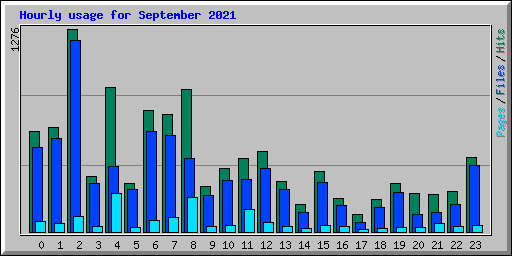 Hourly usage for September 2021
1276
Pages / Files / Hits
0 1 2 3 4 5 6 7 8 9 10 11 12 13 14 15 16 17 18 19 20 21 22 23